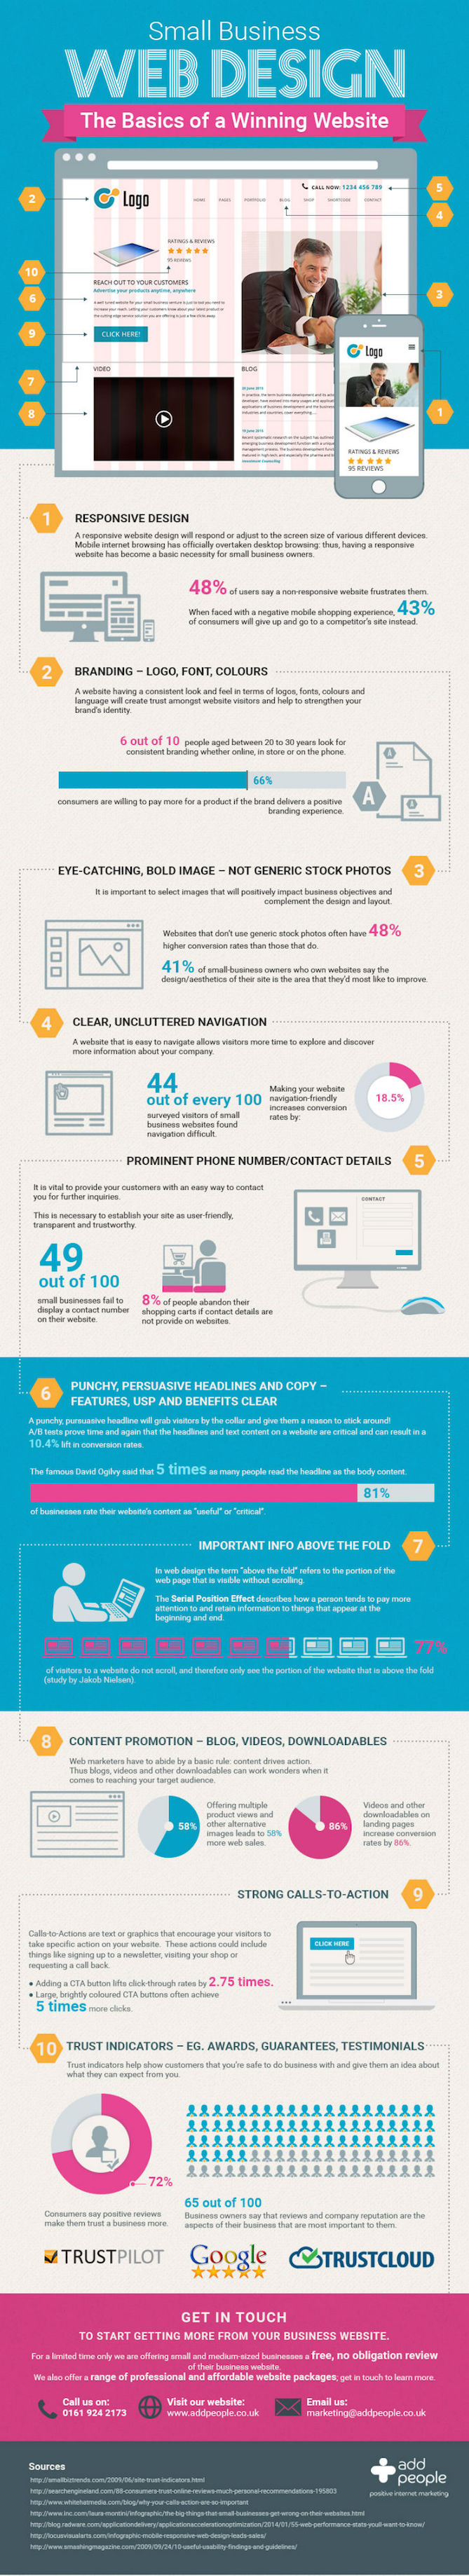 Small Business
WEB DESIGN
The Basics of a Winning Website
CALL NOW: 1234 456 789
Logo
HOME PAGES PORTFOLIO BLOG SHOP SHORTCODE CONTACT
RATINGS & REVIEWS
95 REVIEWS
REACH OUT TO YOUR CUSTOMERS
Advertise your products anytime, anywhere
CLICK HERE!
VIDEO
BLOG
Logo
RATINGS & REVIEWS
95 REVIEWS
2
10
6
9
7
8
5
4
3
1
1
RESPONSIVE DESIGN
A responsive website design will respond or adjust to the screen size of various different devices.
Mobile internet browsing has officially overtaken desktop browsing: thus, having a responsive
website has become a basic necessity for small business owners.
48% of users say a non-responsive website frustrates them.
When faced with a negative mobile shopping experience, 43%
of consumers will give up and go to a competitor's site instead.
2
BRANDING – LOGO, FONT, COLOURS
A website having a consistent look and feel in terms of logos, fonts, colours and
language will create trust amongst website visitors and help to strengthen your
brand's identity.
6 out of 10 people aged between 20 to 30 years look for
consistent branding whether online, in store or on the phone.
66%
consumers are willing to pay more for a product if the brand delivers a positive
branding experience.
A
A
A
EYE-CATCHING, BOLD IMAGE – NOT GENERIC STOCK PHOTOS
3
It is important to select images that will positively impact business objectives and
complement the design and layout.
Websites that don't use generic stock photos often have 48%
higher conversion rates than those that do.
41% of small-business owners who own websites say the
design/aesthetics of their site is the area that they'd most like to improve.
4
CLEAR, UNCLUTTERED NAVIGATION
A website that is easy to navigate allows visitors more time to explore and discover
more information about your company.
44
out of every 100
surveyed visitors of small
business websites found
navigation difficult.
Making your website
navigation-friendly
increases conversion
rates by:
18.5%
PROMINENT PHONE NUMBER/CONTACT DETAILS
5
It is vital to provide your customers with an easy way to contact
you for further inquiries.
This is necessary to establish your site as user-friendly,
transparent and trustworthy.
CONTACT
49
out of 100
small businesses fail to
display a contact number
on their website.
8% of people abandon their
shopping carts if contact details are
not provide on websites.
6
PUNCHY, PERSUASIVE HEADLINES AND COPY –
FEATURES, USP AND BENEFITS CLEAR
A punchy, pursuasive headline will grab visitors by the collar and give them a reason to stick around!
A/B tests prove time and again that the headlines and text content on a website are critical and can result in a
10.4% lift in conversion rates.
The famous David Ogilvy said that 5 times as many people read the headline as the body content.
81%
of businesses rate their website's content as "useful" or "critical".
IMPORTANT INFO ABOVE THE FOLD
7
In web design the term "above the fold" refers to the portion of the
web page that is visible without scrolling.
The Serial Position Effect describes how a person tends to pay more
attention to and retain information to things that appear at the
beginning and end.
77%
of visitors to a website do not scroll, and therefore only see the portion of the website that is above the fold
(study by Jakob Nielsen).
8
CONTENT PROMOTION – BLOG, VIDEOS, DOWNLOADABLES
Web marketers have to abide by a basic rule: content drives action.
Thus blogs, videos and other downloadables can work wonders when it
comes to reaching your target audience.
58%
Offering multiple
product views and
other alternative
images leads to 58%
more web sales.
86%
Videos and other
downloadables on
landing pages
increase conversion
rates by 86%.
STRONG CALLS-TO-ACTION
9
Calls-to-Actions are text or graphics that encourage your visitors to
take specific action on your website. These actions could include
things like signing up to a newsletter, visiting your shop or
requesting a call back.
CLICK HERE
• Adding a CTA button lifts click-through rates by 2.75 times.
• Large, brightly coloured CTA buttons often achieve
5 times more clicks.
10
TRUST INDICATORS – EG. AWARDS, GUARANTEES, TESTIMONIALS
Trust indicators help show customers that you're safe to do business with and give them an idea about
what they can expect from you.
72%
Consumers say positive reviews
make them trust a business more.
65 out of 100
Business owners say that reviews and company reputation are the
aspects of their business that are most important to them.
TRUSTPILOT
Google
TRUSTCLOUD
GET IN TOUCH
TO START GETTING MORE FROM YOUR BUSINESS WEBSITE.
For a limited time only we are offering small and medium-sized businesses a free, no obligation review
of their business website.
We also offer a range of professional and affordable website packages; get in touch to learn more.
Call us on:
0161 924 2173
Visit our website:
www.addpeople.co.uk
Email us:
marketing@addpeople.co.uk
Sources
http://smallbiztrends.com/2009/06/site-trust-indicators.html
http://searchengineland.com/88-consumers-trust-online-reviews-much-personal-recommendations-195803
http://www.whitehatmedia.com/blog/why-your-calls-action-are-so-important
http://www.inc.com/laura-montini/infographic/the-big-things-that-small-businesses-get-wrong-on-their-websites.html
http://blog.radware.com/applicationdelivery/applicationaccelerationoptimization/2014/01/55-web-performance-stats-youll-want-to-know/
http://locusvisualarts.com/infographic-mobile-responsive-web-design-leads-sales/
http://www.smashingmagazine.com/2009/09/24/10-useful-usability-findings-and-guidelines/
add
people
positive internet marketing